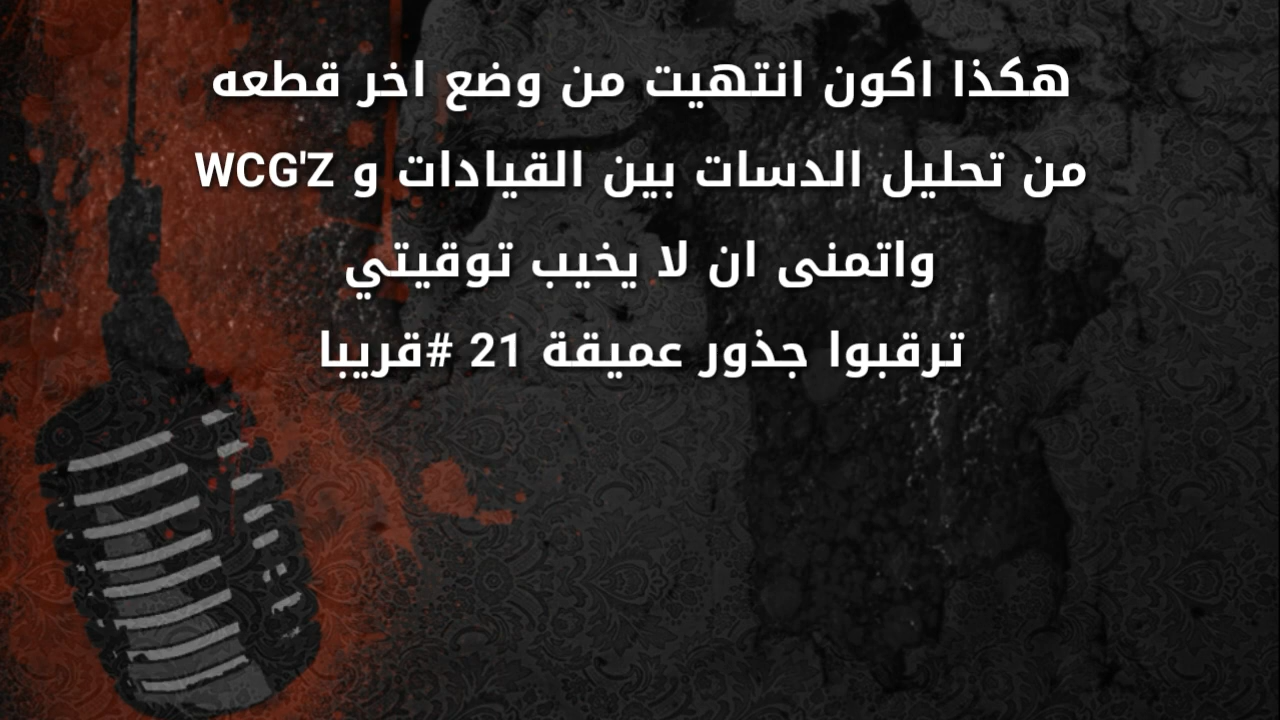 هكذا اكون انتهيت من وضع اخر قطعه
من تحليل الدسات بين القيادات و WCG'Z
واتمنى ان لا يخيب توقيتي
ترقبوا جذور عميقة 21 #قريبا